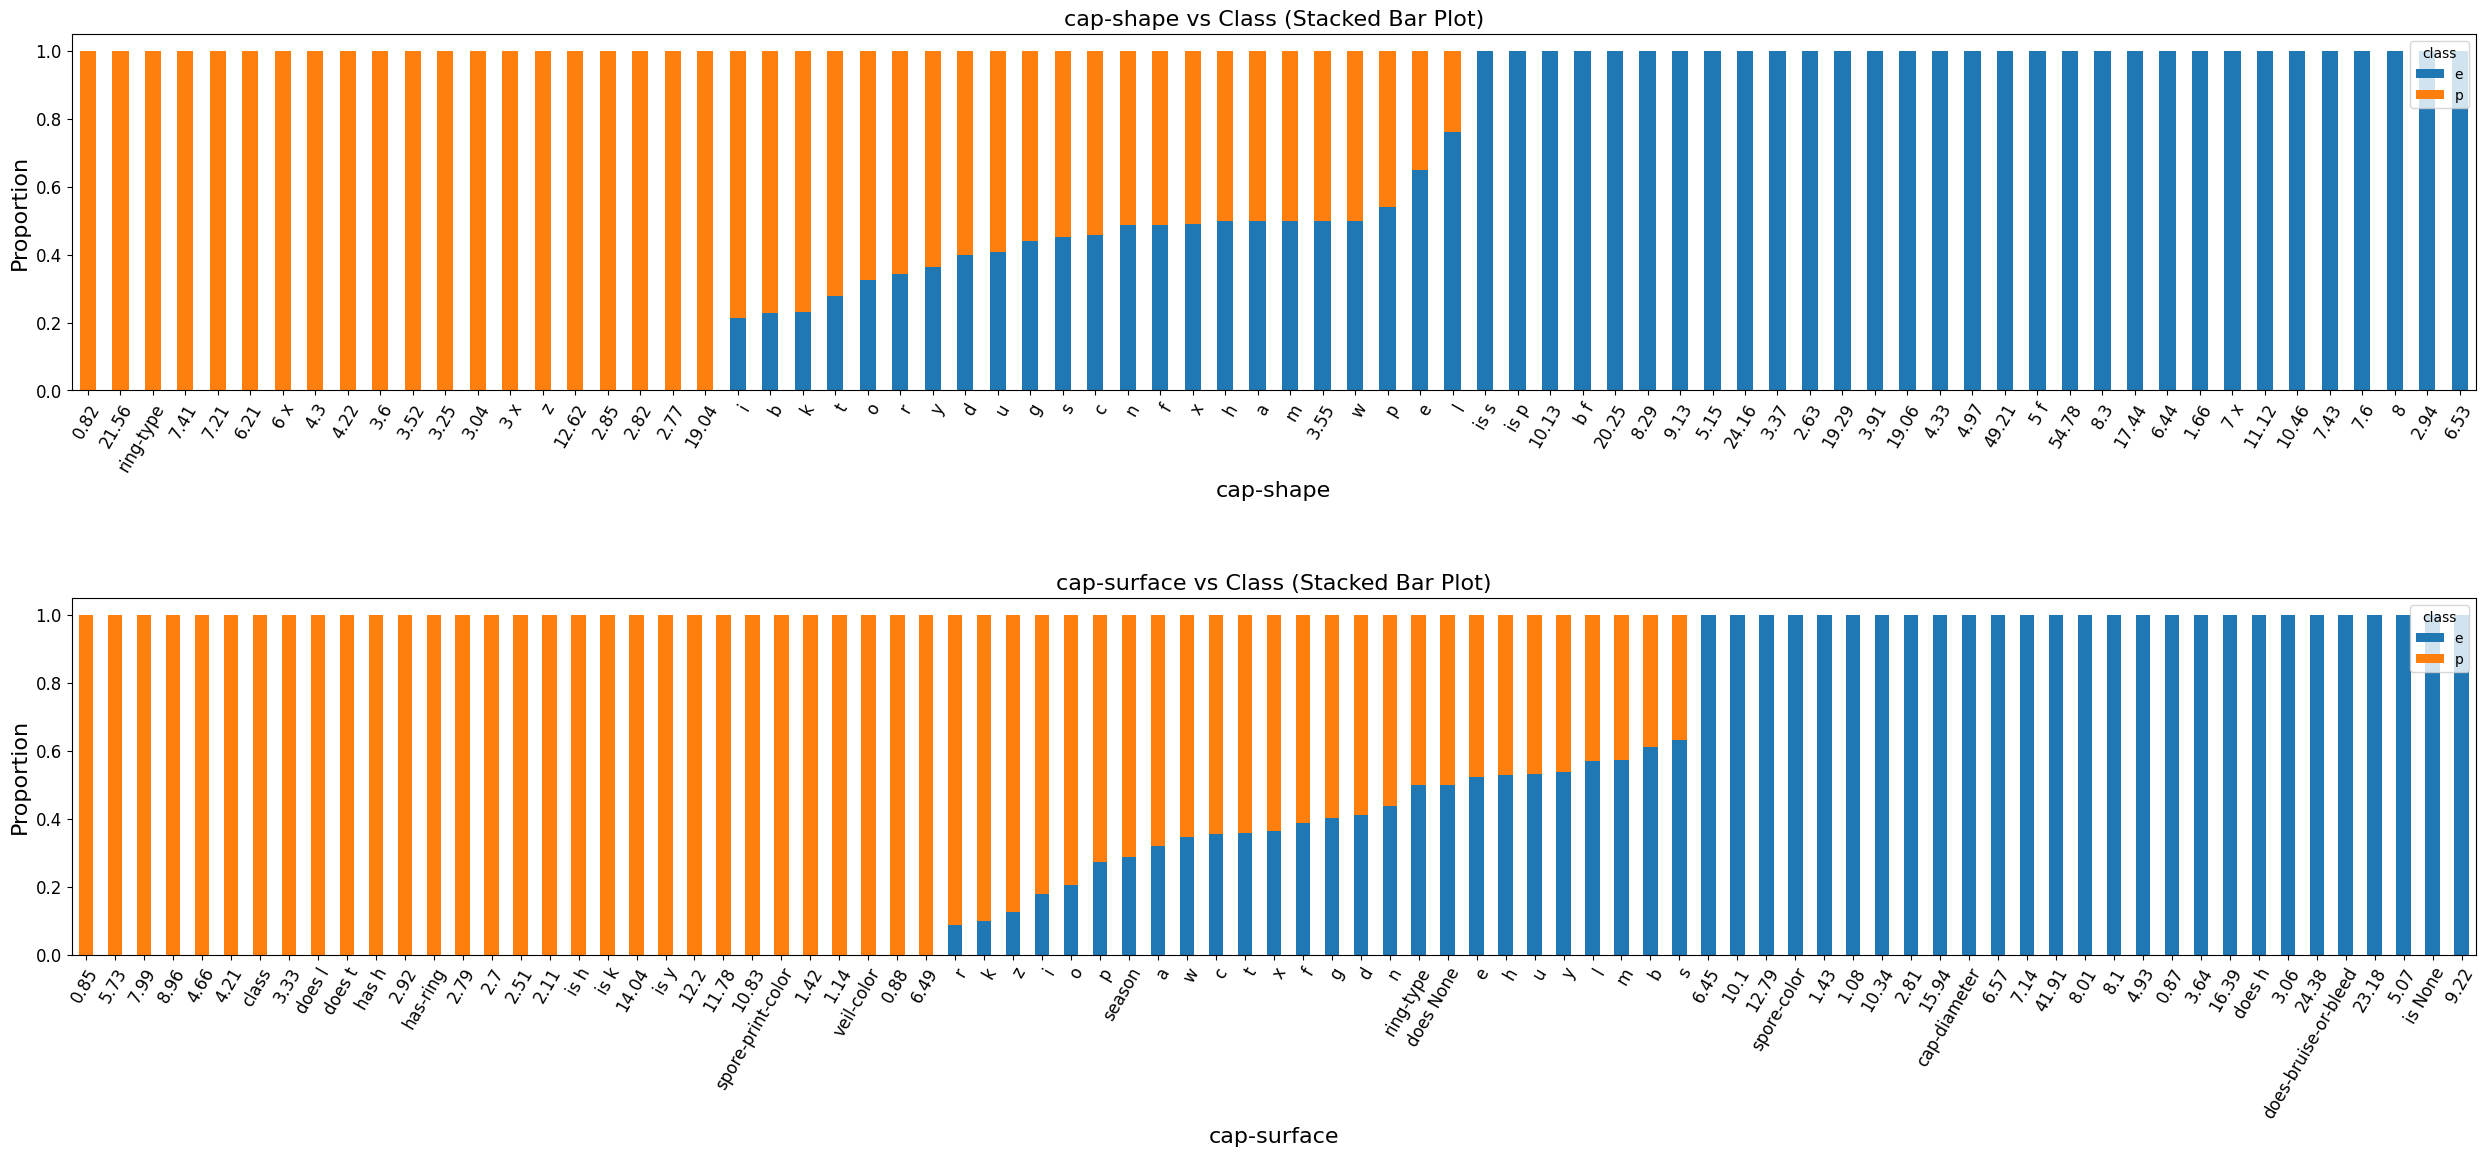 cap-shape vs Class (Stacked Bar Plot)
class
e
p
Proportion
1.0
0.8
0.6
0.4
0.2
0.0
0.82 21.56 ring-type 7.41 7.21 6.21 6 x 4.3 4.22 3.6 3.52 3.25 3.04 3 x z 12.62 2.85 2.82 2.77 19.04 i b k t o r y d u g s c n f x h a m 3.55 w p e l is s is p 10.13 b f 20.25 8.29 9.13 5.15 24.16 3.37 2.63 19.29 3.91 19.06 4.33 4.97 49.21 5 f 54.78 8.3 17.44 6.44 1.66 7 x 11.12 10.46 7.43 7.6 8 2.94 6.53
cap-shape
cap-surface vs Class (Stacked Bar Plot)
class
e
p
Proportion
1.0
0.8
0.6
0.4
0.2
0.0
0.85 5.73 7.99 8.96 4.66 4.21 class 3.33 does l does t has h 2.92 has-ring 2.79 2.7 2.51 2.11 is h is k 14.04 is y 12.2 11.78 10.83 spore-print-color 1.42 1.14 veil-color 0.88 6.49 r k z i o p season a w c t x f g d n ring-type does None e h u y l m b s 6.45 10.1 12.79 spore-color 1.43 1.08 10.34 2.81 15.94 cap-diameter 6.57 7.14 41.91 8.01 8.1 4.93 0.87 3.64 16.39 does h 3.06 24.38 does-bruise-or-bleed 23.18 5.07 is None 9.22
cap-surface